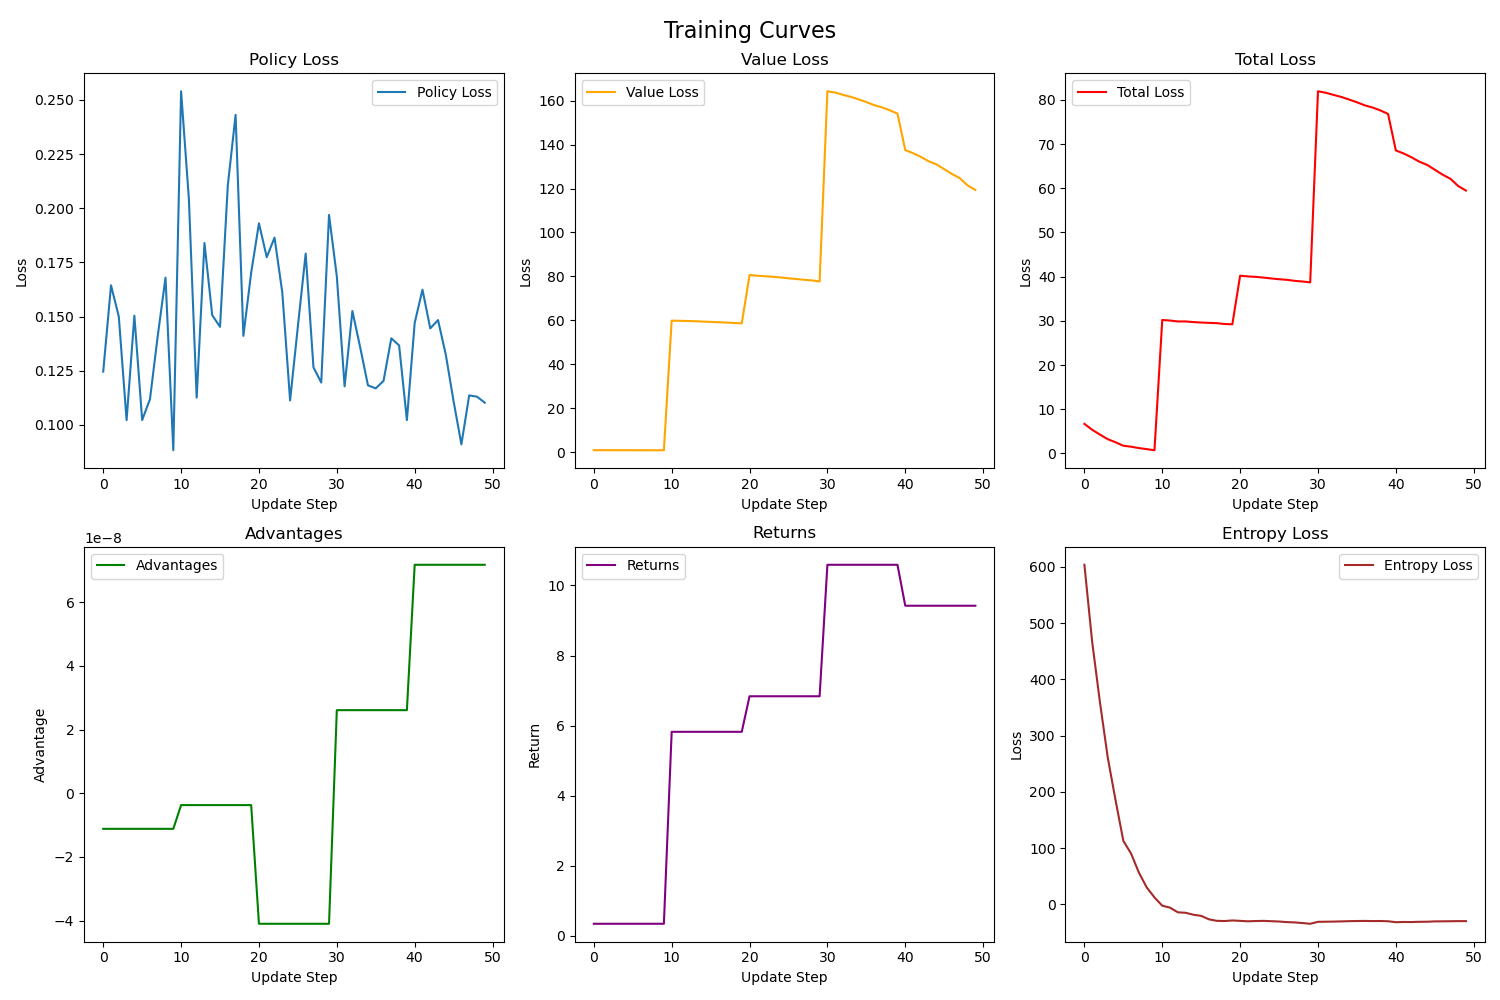 Training Curves
Policy Loss
Policy Loss
0.250
0.225
0.200
0.175
0.150
0.125
0.100
Loss
0 10 20 30 40 50
Update Step
Value Loss
Value Loss
160
140
120
100
80
60
40
20
0
Loss
0 10 20 30 40 50
Update Step
Total Loss
Total Loss
80
70
60
50
40
30
20
10
0
Loss
0 10 20 30 40 50
Update Step
Advantages
1e−8
Advantages
6
4
2
0
−2
−4
Advantage
0 10 20 30 40 50
Update Step
Returns
Returns
10
8
6
4
2
0
Return
0 10 20 30 40 50
Update Step
Entropy Loss
Entropy Loss
600
500
400
300
200
100
0
Loss
0 10 20 30 40 50
Update Step